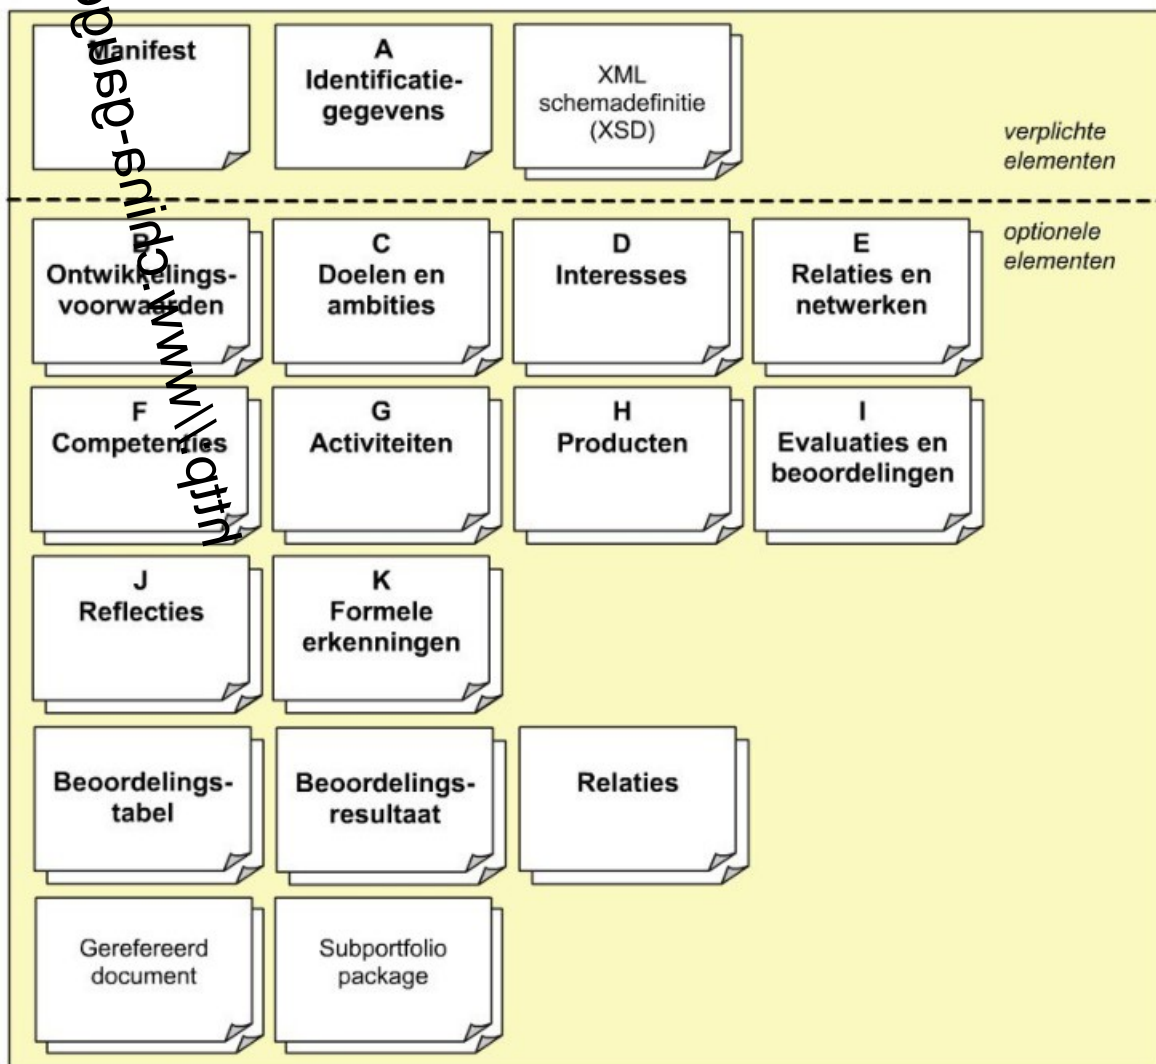 Manifest
A
Identificatie-
gegevens
XML
schemadefinitie
(XSD)
verplichte
elementen
optionele
elementen
B
Ontwikkelings-
voorwaarden
C
Doelen en
ambities
D
Interesses
E
Relaties en
netwerken
F
Competenties
G
Activiteiten
H
Producten
I
Evaluaties en
beoordelingen
J
Reflecties
K
Formele
erkenningen
Beoordelings-
tabel
Beoordelings-
resultaat
Relaties
Gerefereerd
document
Subportfolio
package